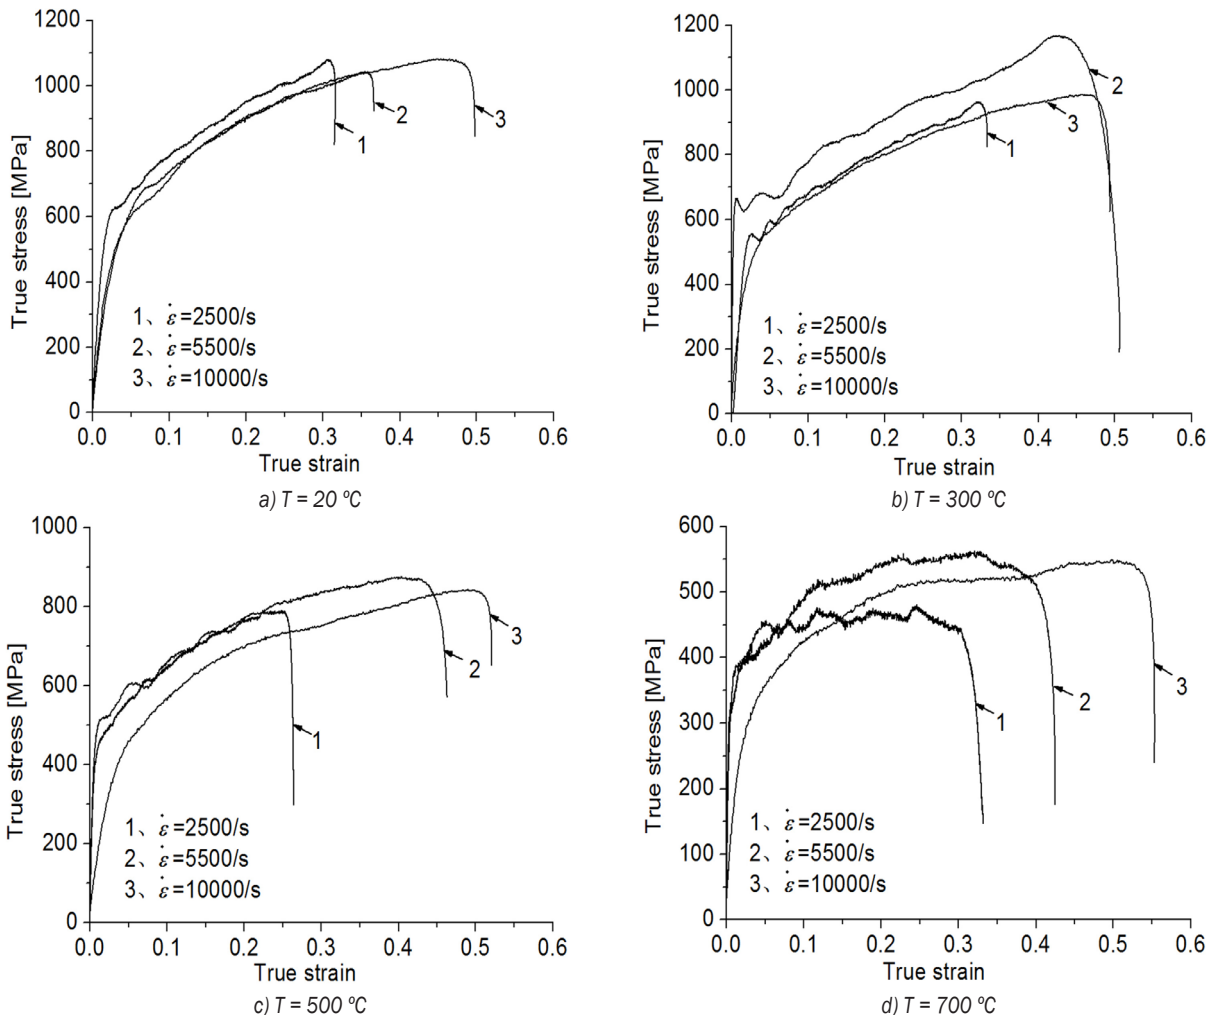 1200
1000
800
600
400
200
0
True stress [MPa]
1
2
3
1、 ε̇=2500/s
2、 ε̇=5500/s
3、 ε̇=10000/s
0.0 0.1 0.2 0.3 0.4 0.5 0.6
True strain
a) T = 20 ºC
1200
1000
800
600
400
200
0
True stress [MPa]
2
3
1
1、 ε̇=2500/s
2、 ε̇=5500/s
3、 ε̇=10000/s
0.0 0.1 0.2 0.3 0.4 0.5 0.6
True strain
b) T = 300 ºC
1000
800
600
400
200
0
True stress [MPa]
3
2
1
1、 ε̇=2500/s
2、 ε̇=5500/s
3、 ε̇=10000/s
0.0 0.1 0.2 0.3 0.4 0.5 0.6
True strain
c) T = 500 ºC
600
500
400
300
200
100
0
True stress [MPa]
3
2
1
1、 ε̇=2500/s
2、 ε̇=5500/s
3、 ε̇=10000/s
0.0 0.1 0.2 0.3 0.4 0.5 0.6
True strain
d) T = 700 ºC